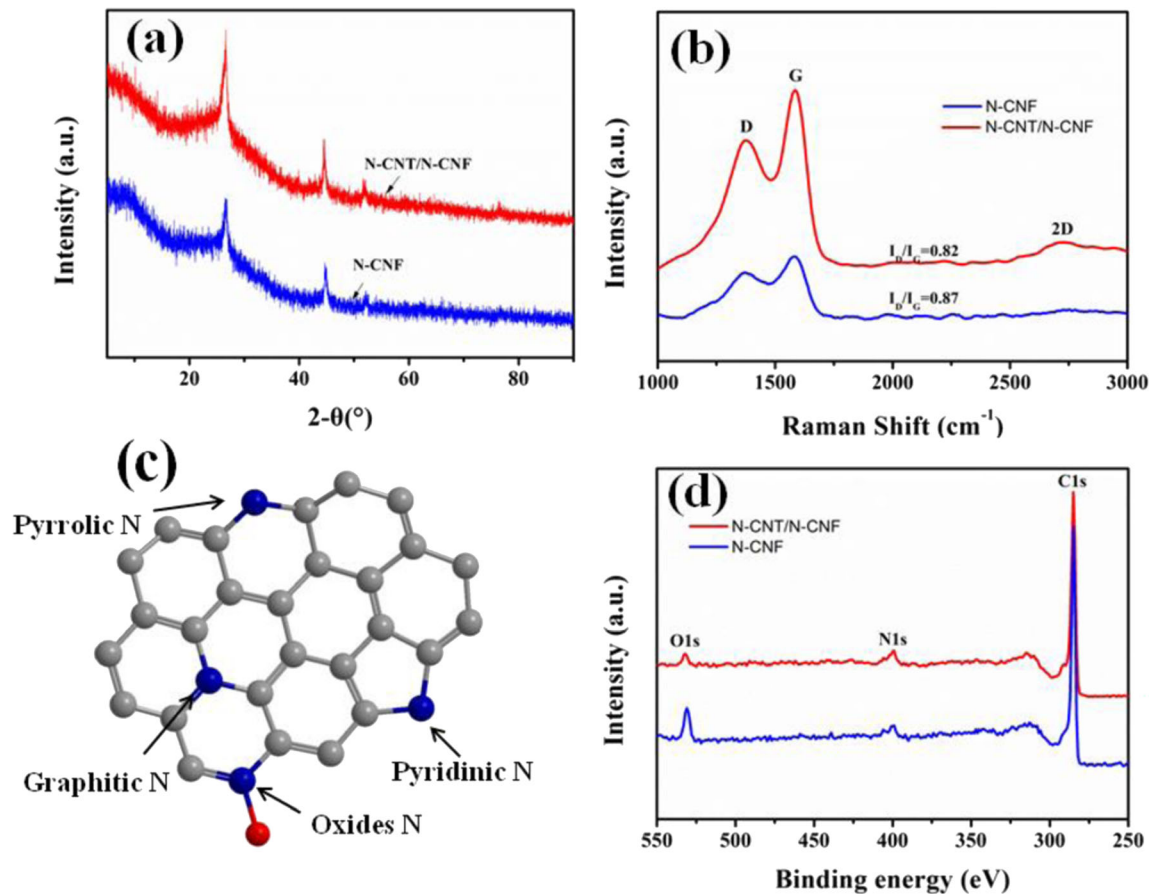 (a)
N-CNT/N-CNF
N-CNF
Intensity (a.u.)
20 40 60 80
2-θ(°)
(b)
G
D
2D
N-CNF
N-CNT/N-CNF
I_D/I_G=0.82
I_D/I_G=0.87
Intensity (a.u.)
1000 1500 2000 2500 3000
Raman Shift (cm⁻¹)
(c)
Pyrrolic N
Graphitic N
Pyridinic N
Oxides N
(d)
C1s
N-CNT/N-CNF
N-CNF
O1s
N1s
Intensity (a.u.)
550 500 450 400 350 300 250
Binding energy (eV)